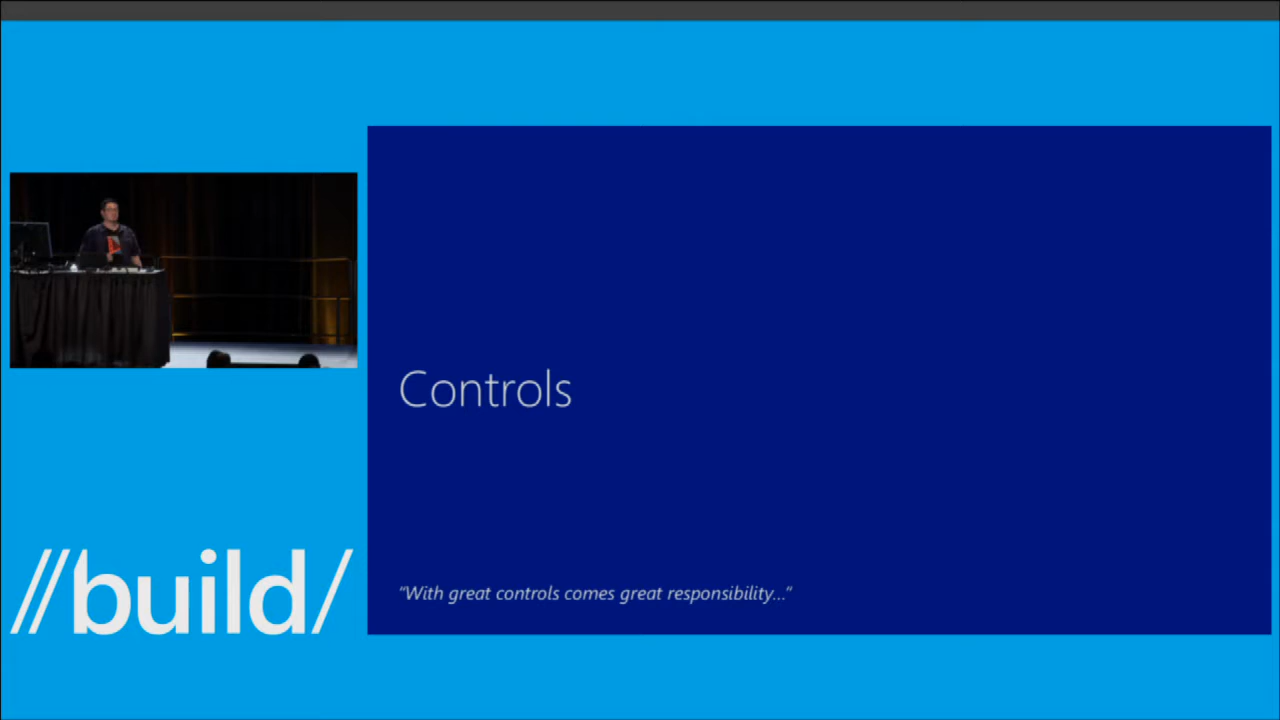 Controls
"With great controls comes great responsibility..."
//build/